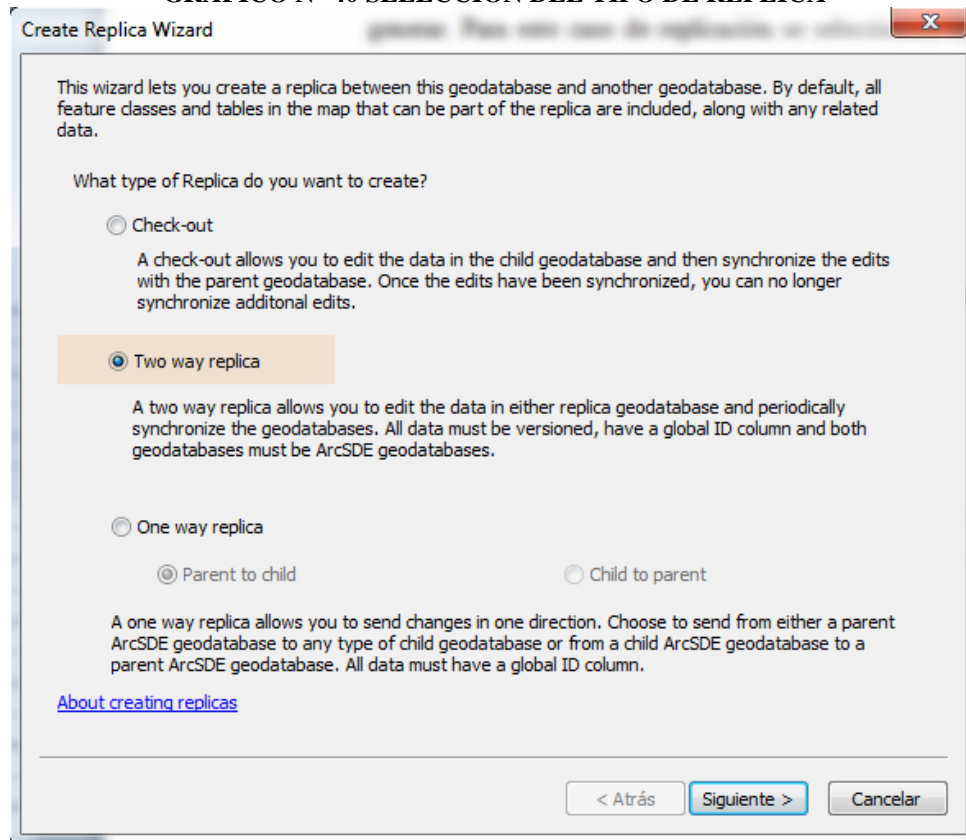 GRÁFICO Nº 40 SELECCIÓN DEL TIPO DE RÉPLICA
Create Replica Wizard
This wizard lets you create a replica between this geodatabase and another geodatabase. By default, all
feature classes and tables in the map that can be part of the replica are included, along with any related
data.
What type of Replica do you want to create?
Check-out
A check-out allows you to edit the data in the child geodatabase and then synchronize the edits
with the parent geodatabase. Once the edits have been synchronized, you can no longer
synchronize additonal edits.
Two way replica
A two way replica allows you to edit the data in either replica geodatabase and periodically
synchronize the geodatabases. All data must be versioned, have a global ID column and both
geodatabases must be ArcSDE geodatabases.
One way replica
Parent to child
Child to parent
A one way replica allows you to send changes in one direction. Choose to send from either a parent
ArcSDE geodatabase to any type of child geodatabase or from a child ArcSDE geodatabase to a
parent ArcSDE geodatabase. All data must have a global ID column.
About creating replicas
< Atrás
Siguiente >
Cancelar